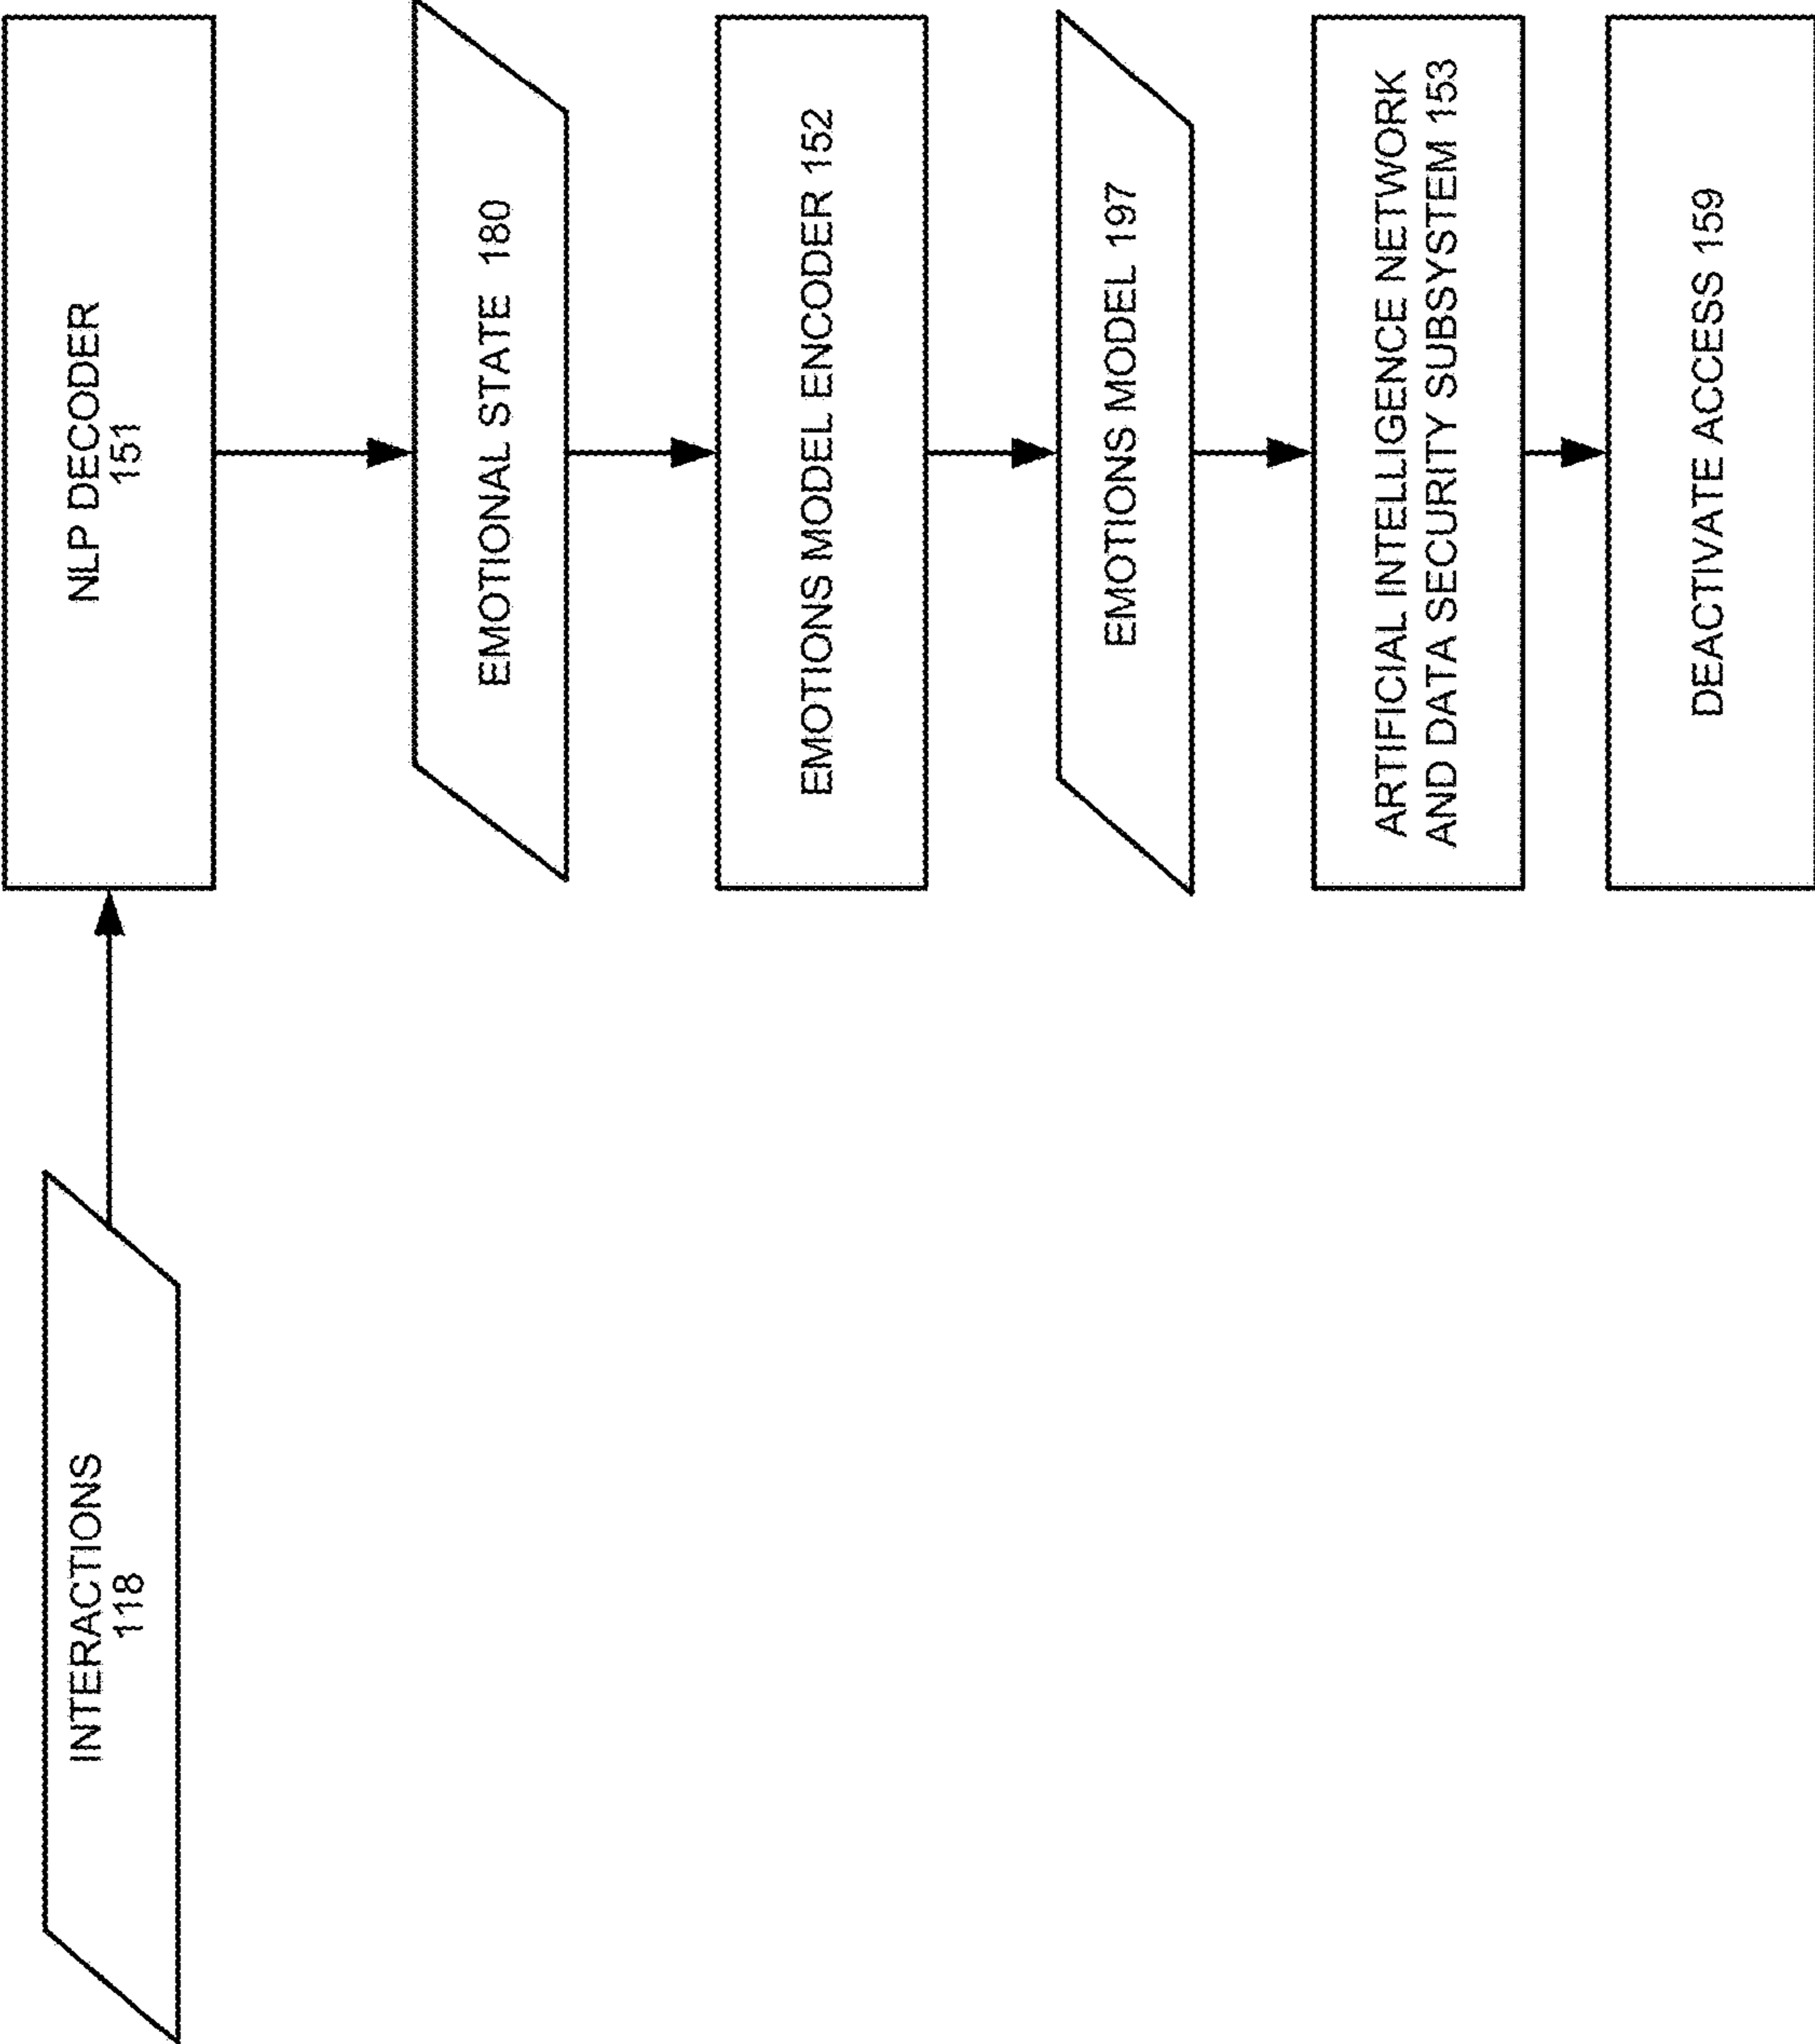 INTERACTIONS
118
NLP DECODER
151
EMOTIONAL STATE 180
EMOTIONS MODEL ENCODER 152
EMOTIONS MODEL 197
ARTIFICIAL INTELLIGENCE NETWORK
AND DATA SECURITY SUBSYSTEM 153
DEACTIVATE ACCESS 159